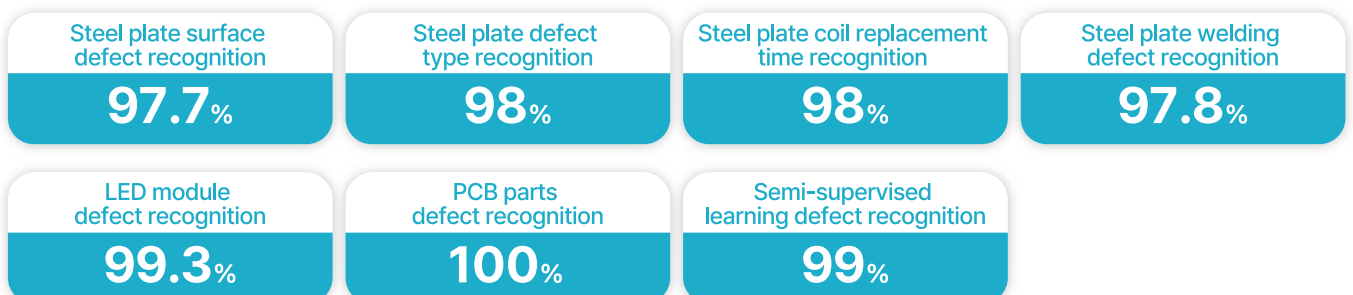 Steel plate surface
defect recognition
97.7%
Steel plate defect
type recognition
98%
Steel plate coil replacement
time recognition
98%
Steel plate welding
defect recognition
97.8%
LED module
defect recognition
99.3%
PCB parts
defect recognition
100%
Semi-supervised
learning defect recognition
99%